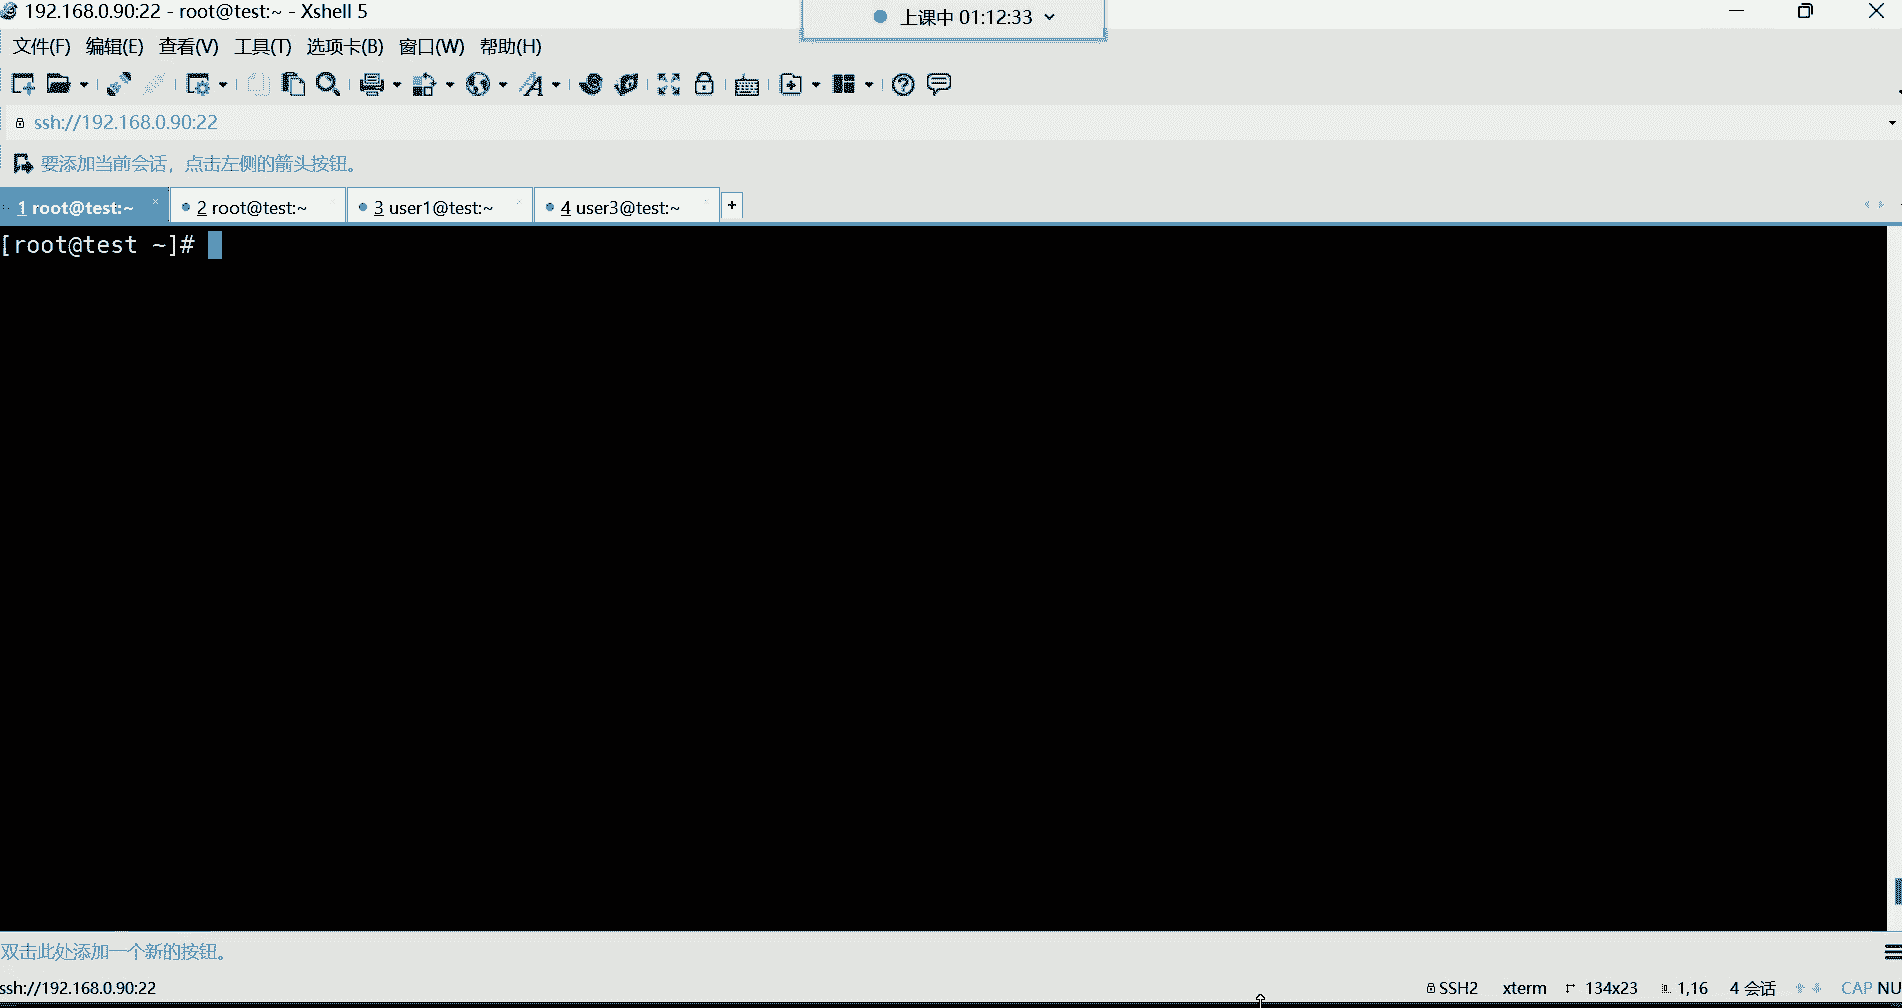 192.168.0.90:22 - root@test:~ - Xshell 5
上课中 01:12:33
文件(F) 编辑(E) 查看(V) 工具(T) 选项卡(B) 窗口(W) 帮助(H)
ssh://192.168.0.90:22
要添加当前会话，点击左侧的箭头按钮。
1 root@test:~ 2 root@test:~ 3 user1@test:~ 4 user3@test:~
[root@test ~]#
双击此处添加一个新的按钮。
ssh://192.168.0.90:22 SSH2 xterm 134x23 1,16 4 会话 CAP NU